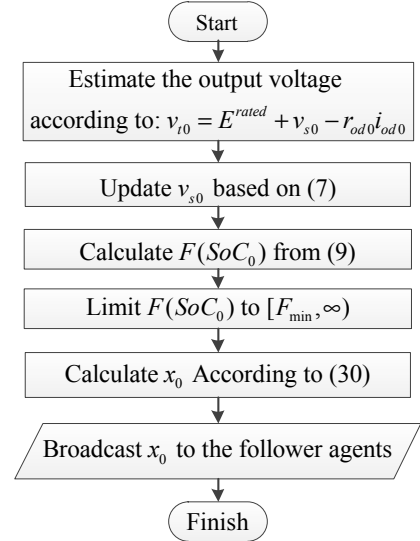 Start
Estimate the output voltage
according to: v_{t0} = E^{rated} + v_{s0} − r_{od0}i_{od0}
Update v_{s0} based on (7)
Calculate F(SoC_0) from (9)
Limit F(SoC_0) to [F_{min},∞)
Calculate x_0 According to (30)
Broadcast x_0 to the follower agents
Finish